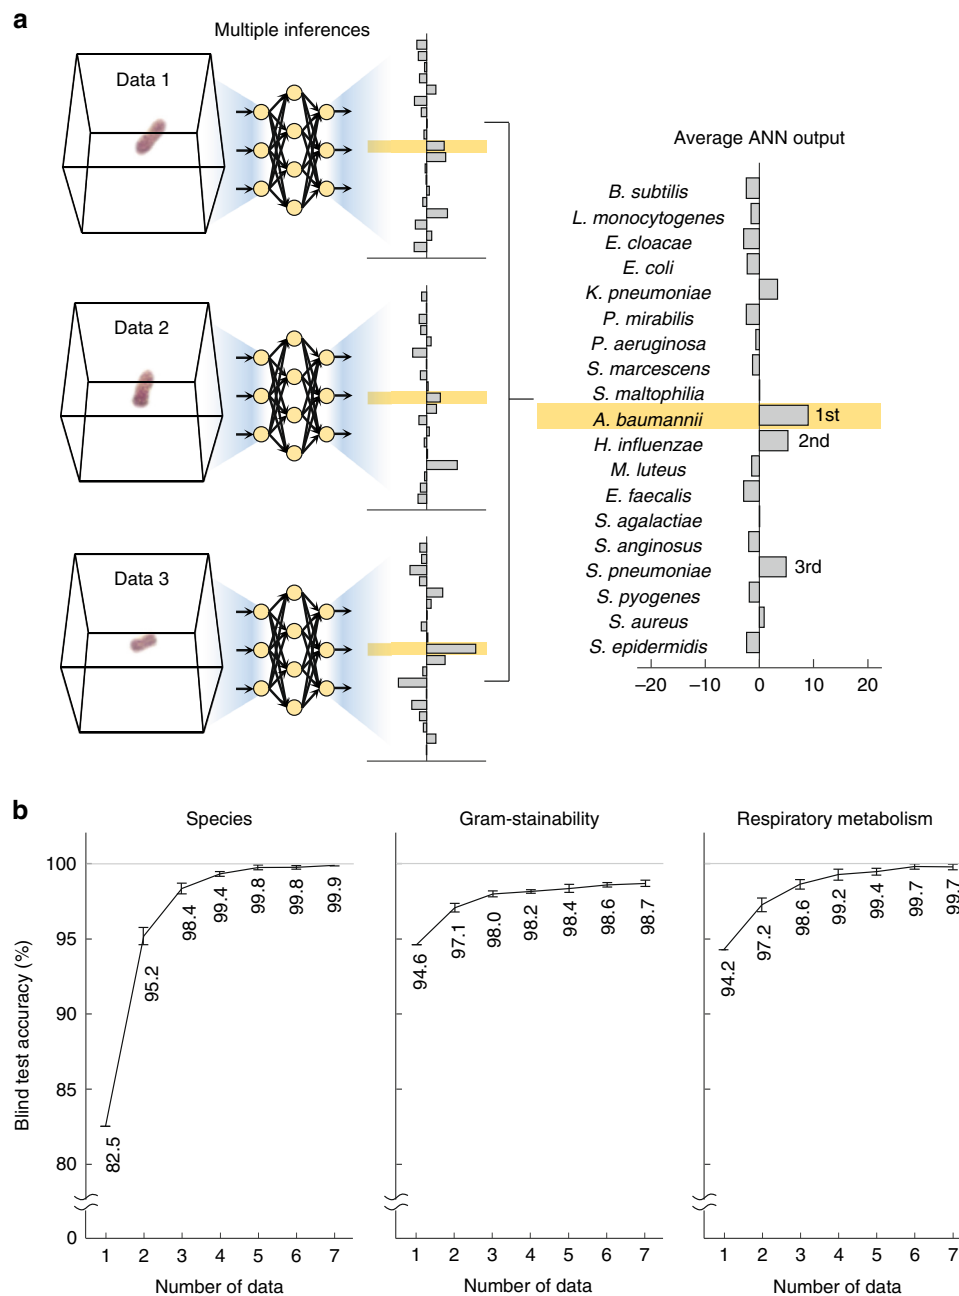 a
Multiple inferences
Data 1
Data 2
Data 3
Average ANN output
B. subtilis
L. monocytogenes
E. cloacae
E. coli
K. pneumoniae
P. mirabilis
P. aeruginosa
S. marcescens
S. maltophilia
A. baumannii 1st
H. influenzae 2nd
M. luteus
E. faecalis
S. agalactiae
S. anginosus
S. pneumoniae 3rd
S. pyogenes
S. aureus
S. epidermidis
–20 –10 0 10 20
b
Species
Blind test accuracy (%)
100
95
90
85
80
0
82.5 95.2 98.4 99.4 99.8 99.8 99.9
1 2 3 4 5 6 7
Number of data
Gram-stainability
94.6 97.1 98.0 98.2 98.4 98.6 98.7
1 2 3 4 5 6 7
Number of data
Respiratory metabolism
94.2 97.2 98.6 99.2 99.4 99.7 99.7
1 2 3 4 5 6 7
Number of data